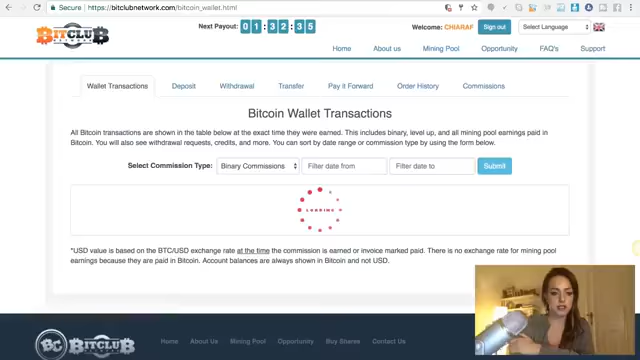 Secure
https://bitclubnetwork.com/bitcoin_wallet.html
BITCLUB
NETWORK
Next Payout: 01:32:35
Welcome: CHIARAF
Sign out
Select Language
Home
About us
Mining Pool
Opportunity
FAQ's
Support
Wallet Transactions
Deposit
Withdrawal
Transfer
Pay it Forward
Order History
Commissions
Bitcoin Wallet Transactions
All Bitcoin transactions are shown in the table below at the exact time they were earned. This includes binary, level up, and all mining pool earnings paid in
Bitcoin. You will also see withdrawal requests, credits, and more. You can sort by date range or commission type by using the form below.
Select Commission Type:
Binary Commissions
Filter date from
Filter date to
Submit
LOADING
*USD value is based on the BTC/USD exchange rate at the time the commission is earned or invoice marked paid. There is no exchange rate for mining pool
earnings because they are paid in Bitcoin. Account balances are always shown in Bitcoin and not USD.
BC BITCLUB
NETWORK
Home
About Us
Mining Pool
Opportunity
Buy Shares
Contact Us